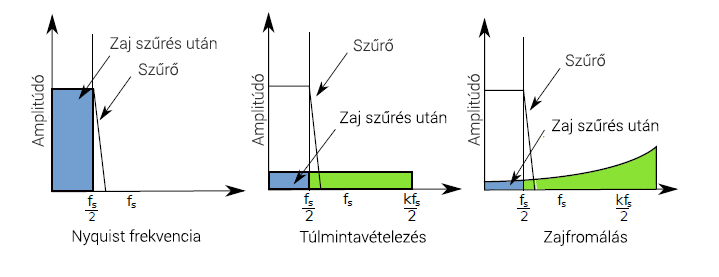 Amplitúdó
Zaj szűrés után
Szűrő
fs/2
fs
Nyquist frekvencia
Amplitúdó
Szűrő
Zaj szűrés után
fs/2
fs
kfs/2
Túlmintavételezés
Amplitúdó
Szűrő
Zaj szűrés után
fs/2
fs
kfs/2
Zajfromálás